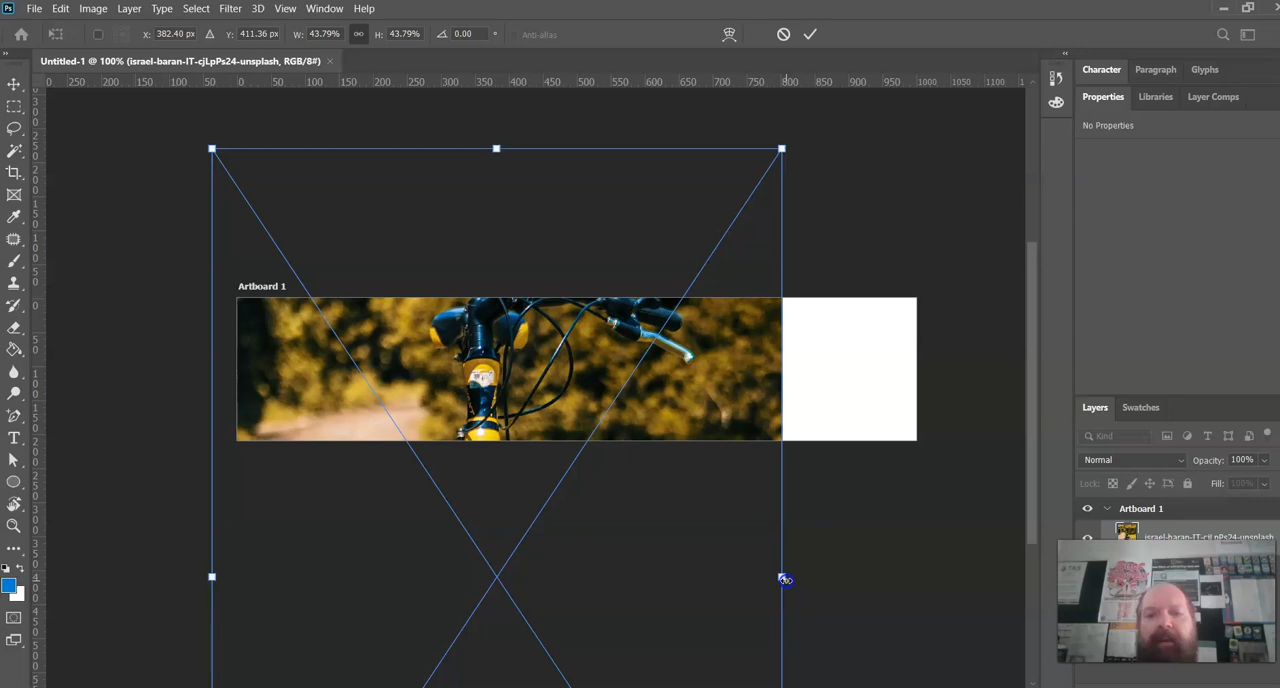 Ps File Edit Image Layer Type Select Filter 3D View Window Help
X: 382.40 px Y: 411.36 px W: 43.79% H: 43.79% 0.00 ° Anti-alias
Untitled-1 @ 100% (israel-baran-IT-cjLpPs24-unsplash, RGB/8#) ×
50 0 50 100 150 200 250 300 350 400 450 500 550 600 650 700 750 800 850 900 950 1000 1050 1100
Character Paragraph Glyphs
Properties Libraries Layer Comps
No Properties
Artboard 1
Layers Swatches
Kind
Normal Opacity: 100%
Lock: Fill: 100%
Artboard 1
israel-baran-IT-cjLpPs24-unsplash